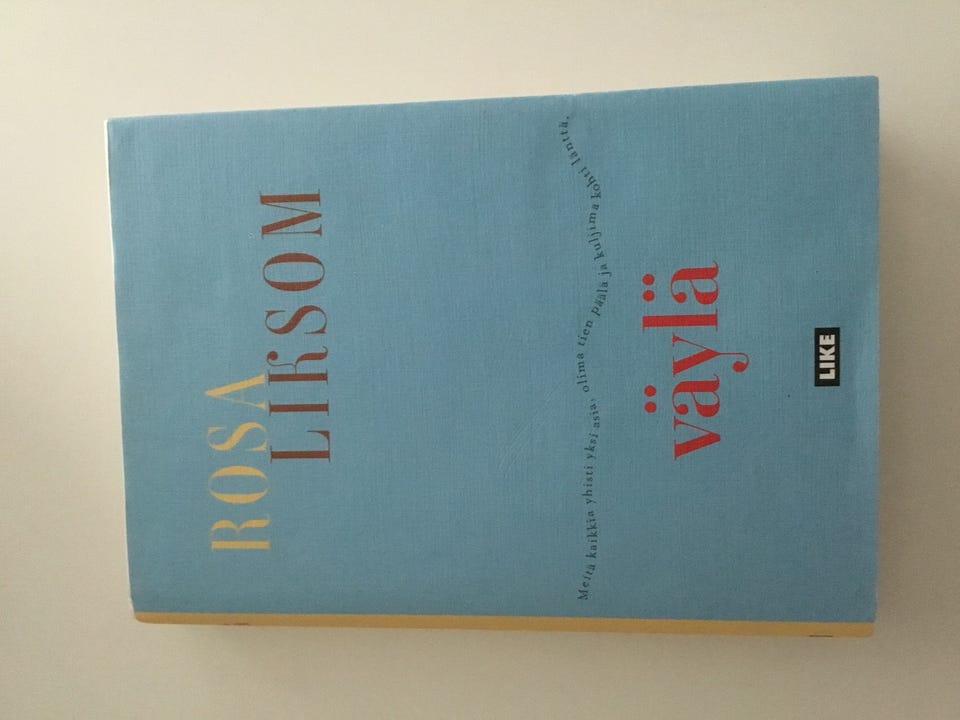 ROSA
LIKSOM
Meitä kaikkia yhisti yksi asia, olima tien päälä ja kuljima kohti länttä.
väylä
LIKE